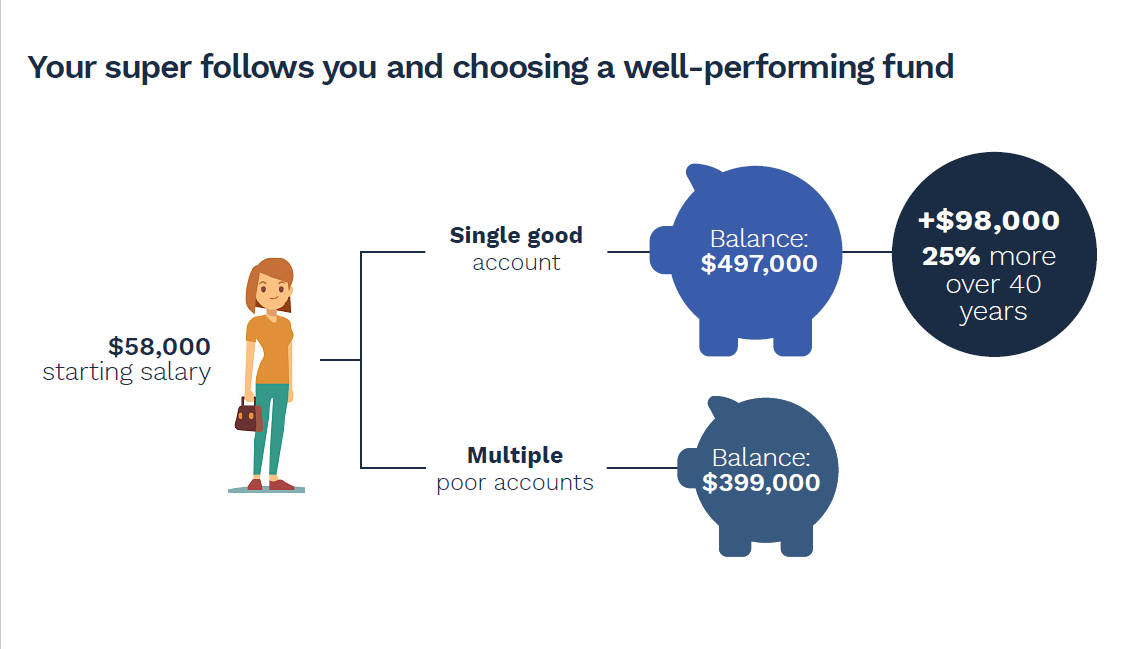 Your super follows you and choosing a well-performing fund
$58,000
starting salary
Single good
account
Balance:
$497,000
+$98,000
25% more
over 40
years
Multiple
poor accounts
Balance:
$399,000